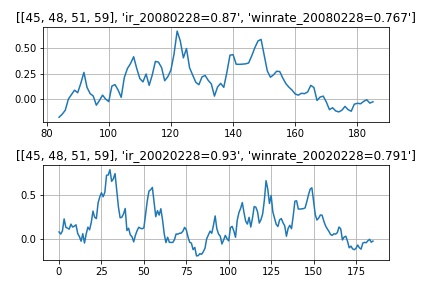 [[45, 48, 51, 59], 'ir_20080228=0.87', 'winrate_20080228=0.767']
0.50
0.25
0.00
80 100 120 140 160 180
[[45, 48, 51, 59], 'ir_20020228=0.93', 'winrate_20020228=0.791']
0.5
0.0
0 25 50 75 100 125 150 175